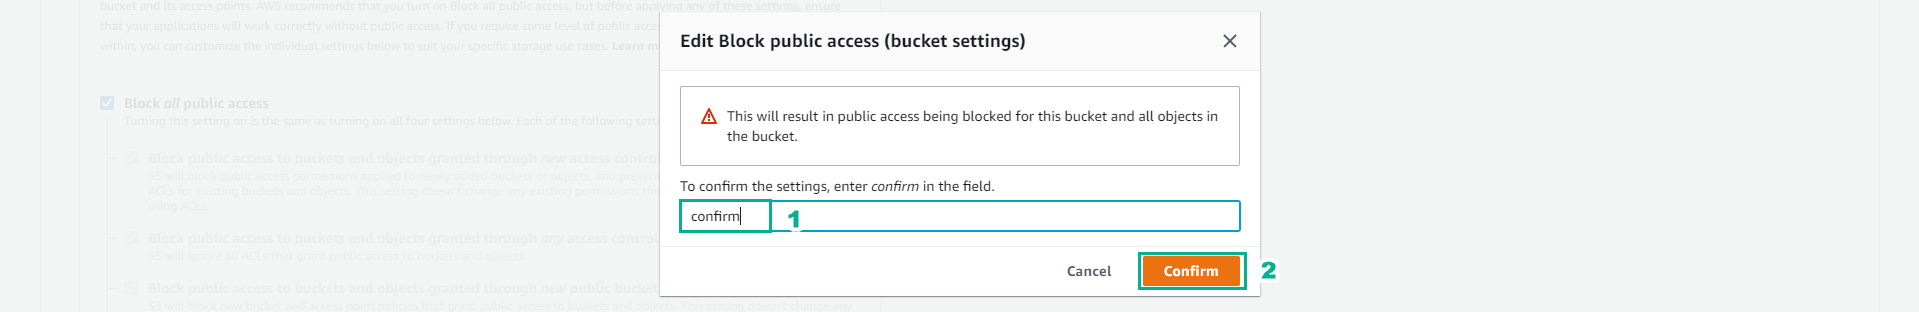 bucket and its access points. AWS recommends that you turn on Block all public access, but before applying any of these settings, ensure
that your applications will work correctly without public access. If you require some level of public acce
within, you can customize the individual settings below to suit your specific storage use cases. Learn m
Block all public access
Turning this setting on is the same as turning on all four settings below. Each of the following sett
Block public access to buckets and objects granted through new access control
S3 will block public access permissions applied to newly added buckets or objects, and prevent
ACLs for existing buckets and objects. This setting doesn't change any existing permissions tha
using ACLs.
Block public access to buckets and objects granted through any access control
S3 will ignore all ACLs that grant public access to buckets and objects.
Block public access to buckets and objects granted through new public bucket
S3 will block new bucket and access point policies that grant public access to buckets and objects. This setting doesn't change any
Edit Block public access (bucket settings)
This will result in public access being blocked for this bucket and all objects in
the bucket.
To confirm the settings, enter confirm in the field.
confirm 1
Cancel Confirm 2